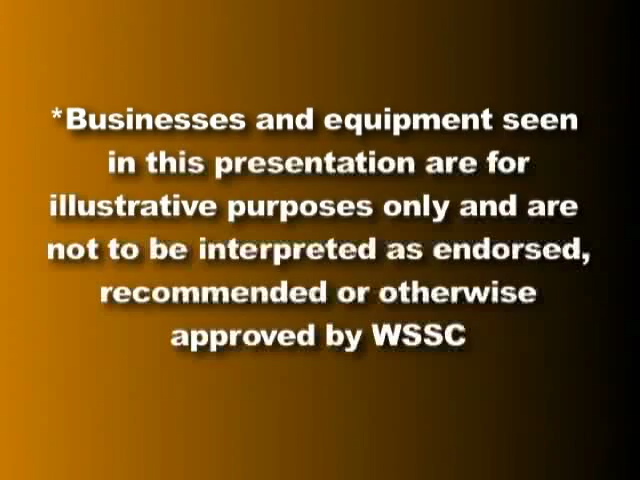 *Businesses and equipment seen
in this presentation are for
illustrative purposes only and are
not to be interpreted as endorsed,
recommended or otherwise
approved by WSSC